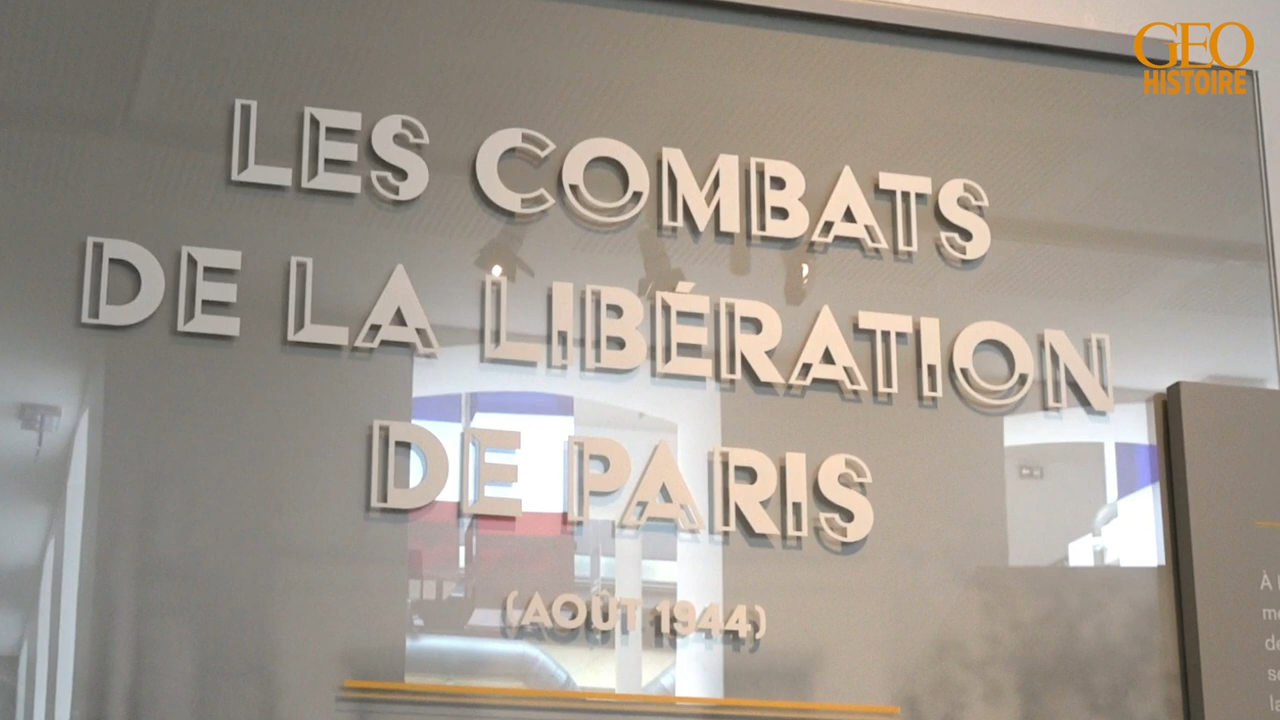 GEO
HISTOIRE
LES COMBATS
DE LA LIBÉRATION
DE PARIS
(AOÛT 1944)
À